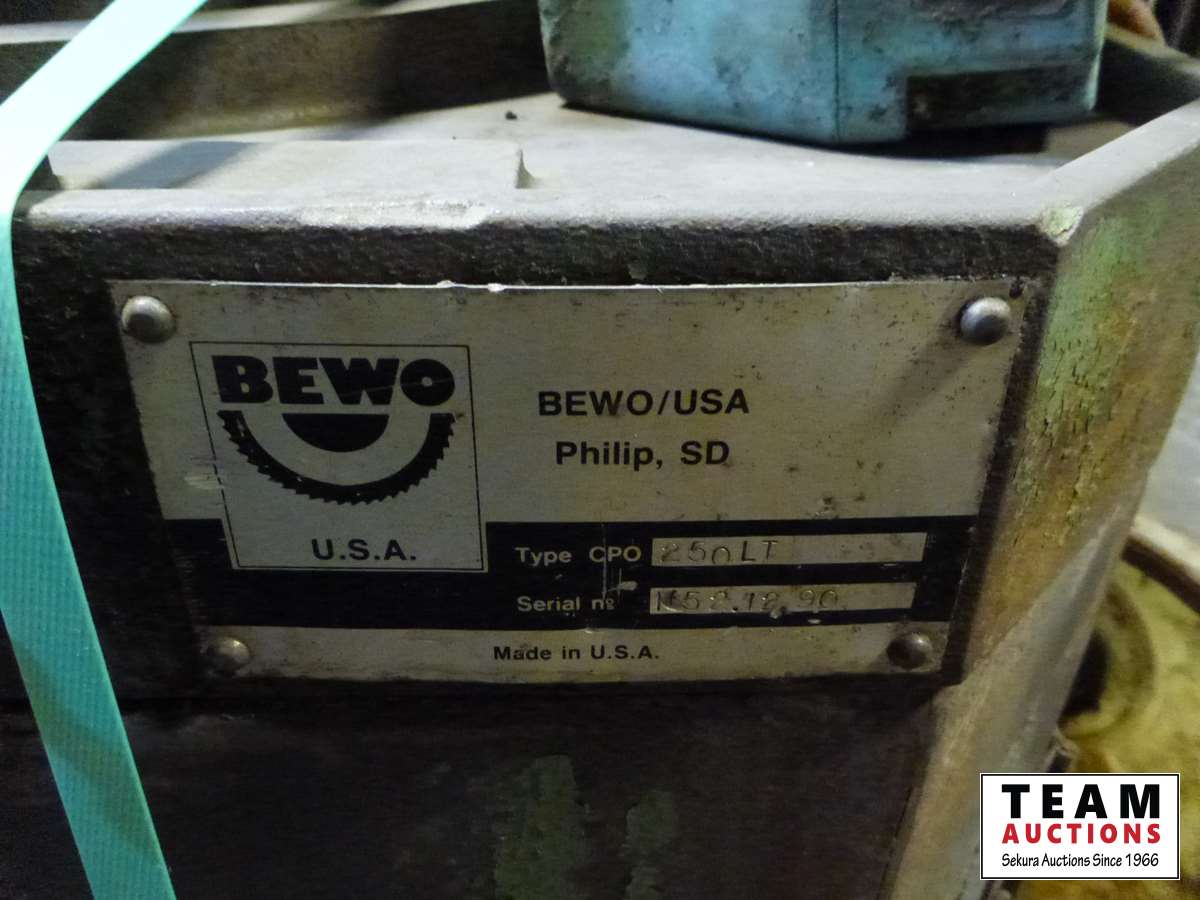 BEWO
U.S.A.
BEWO/USA
Philip, SD
Type CPO 250LT
Serial nº
Made in U.S.A.
TEAM
AUCTIONS
Sekura Auctions Since 1966